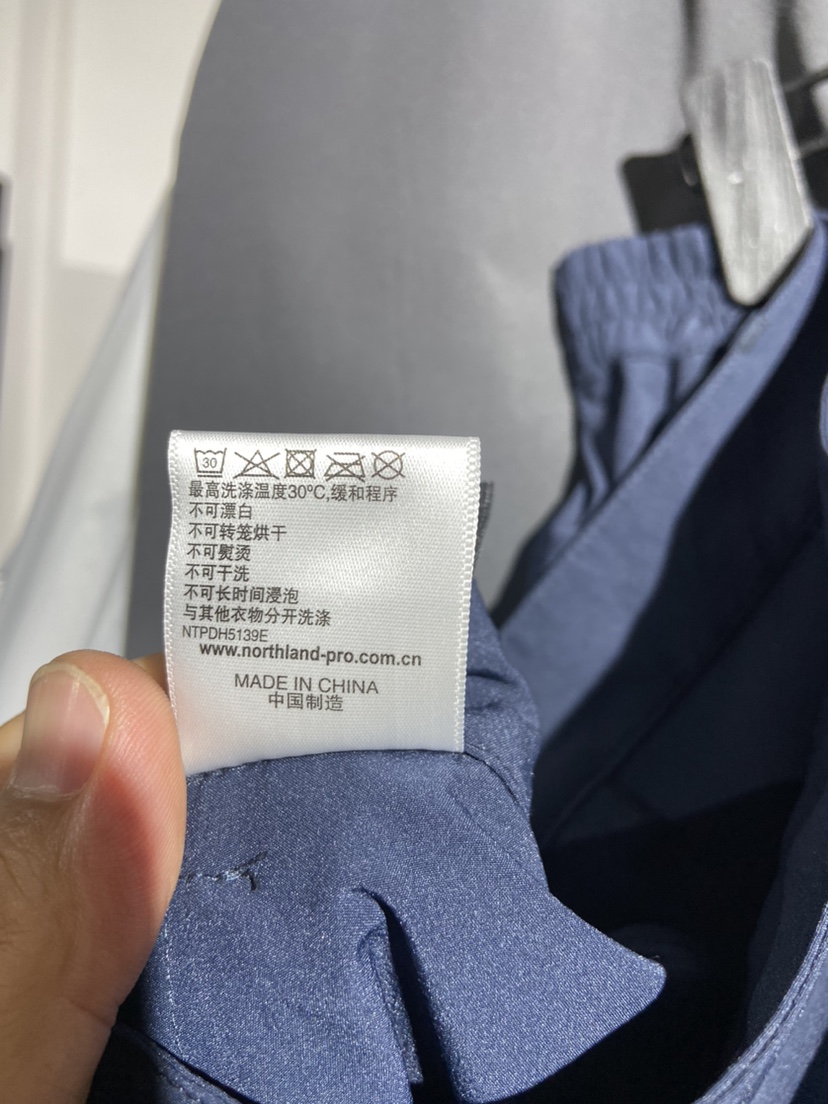 30
最高洗涤温度30ºC,缓和程序
不可漂白
不可转笼烘干
不可熨烫
不可干洗
不可长时间浸泡
与其他衣物分开洗涤
NTPDH5139E
www.northland-pro.com.cn
MADE IN CHINA
中国制造